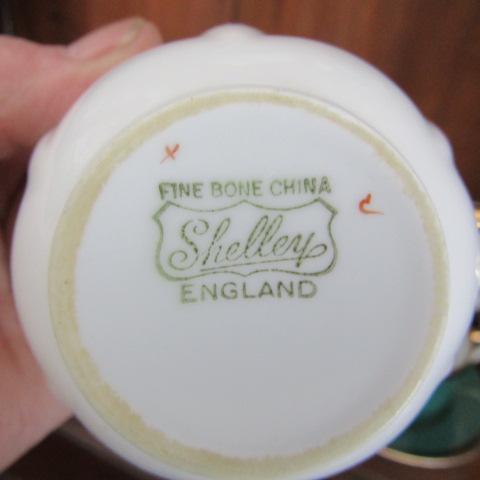 x
FINE BONE CHINA
c
Shelley
ENGLAND